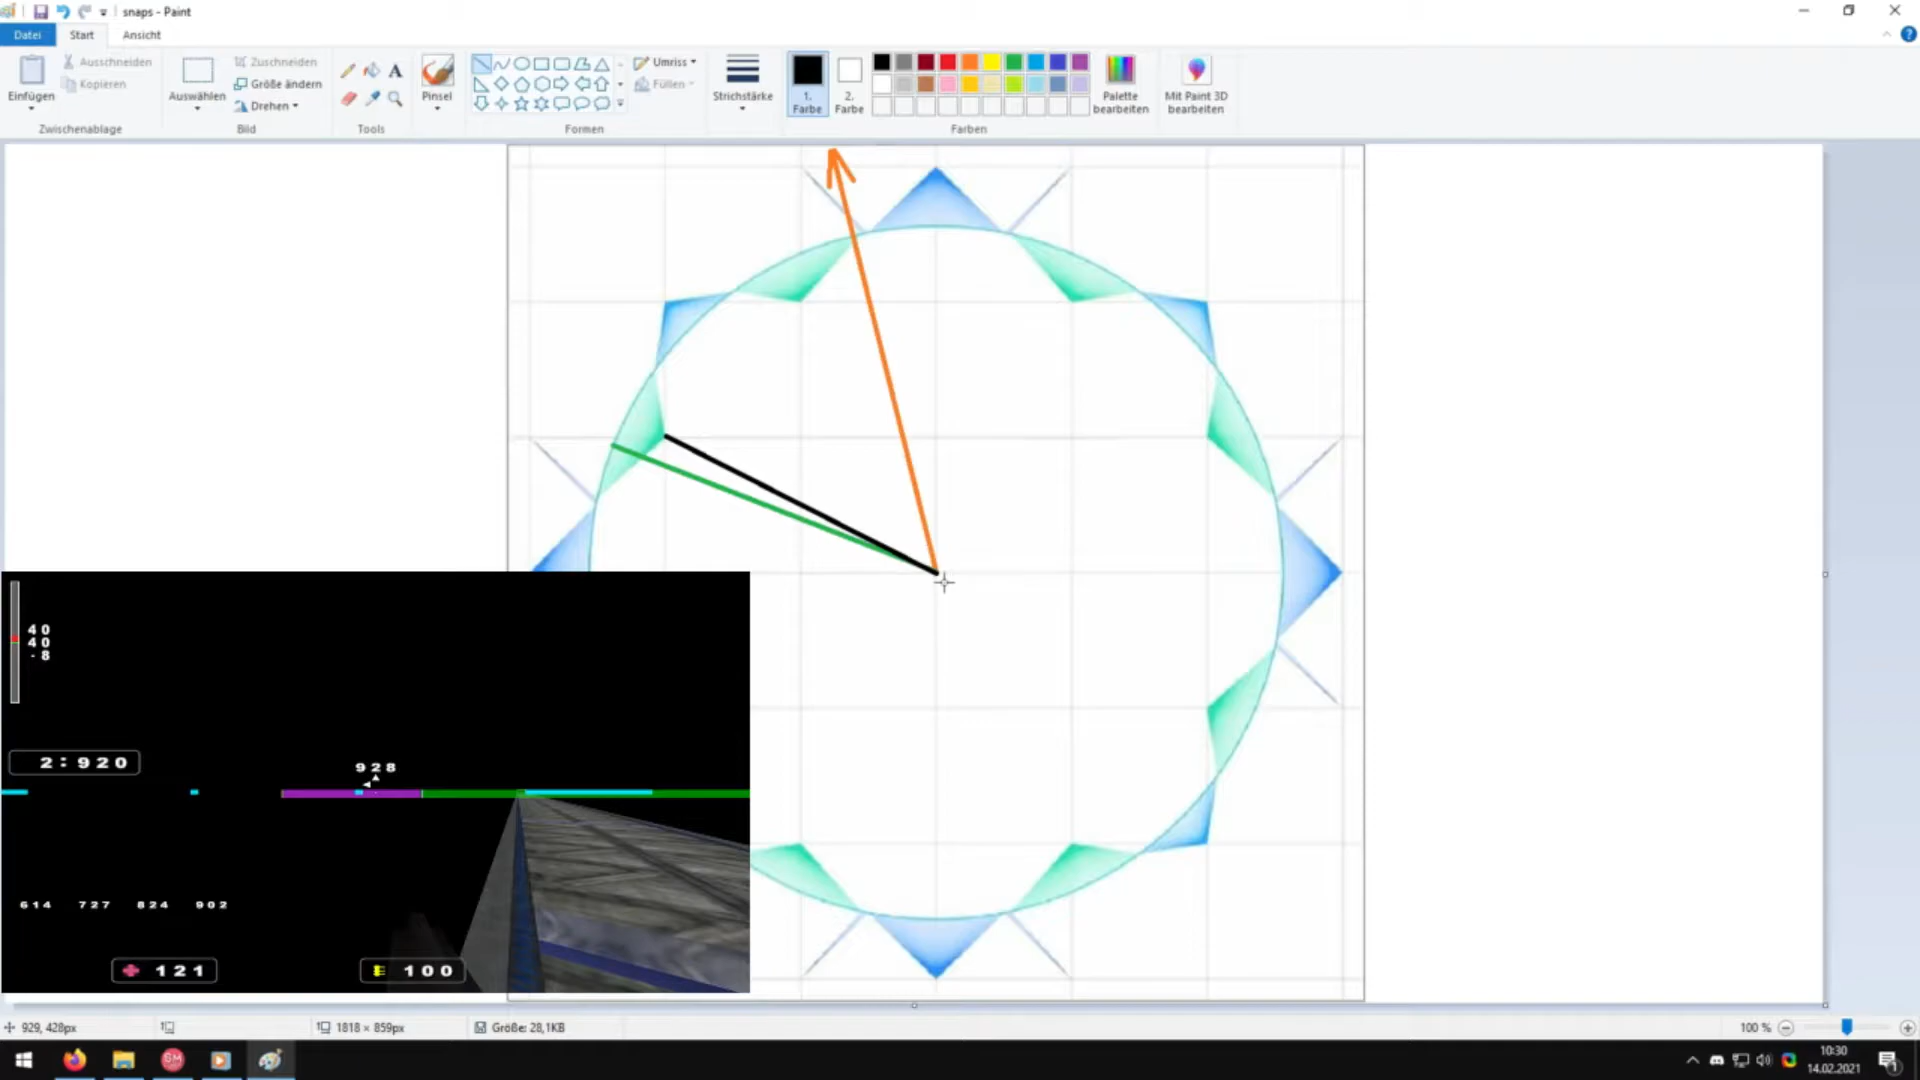 snaps - Paint
Datei Start Ansicht
Einfügen
Ausschneiden
Kopieren
Zwischenablage
Auswählen
Zuschneiden
Größe ändern
Drehen
Bild
Tools
Pinsel
Formen
Umriss
Füllen
Strichstärke
1. Farbe
2. Farbe
Palette bearbeiten
Mit Paint 3D bearbeiten
Farben
40
40
-8
2:920
928
614 727 824 902
121
100
929, 428px
1818 × 859px
Größe: 28,1KB
100 %
SM
10:30
14.02.2021
1